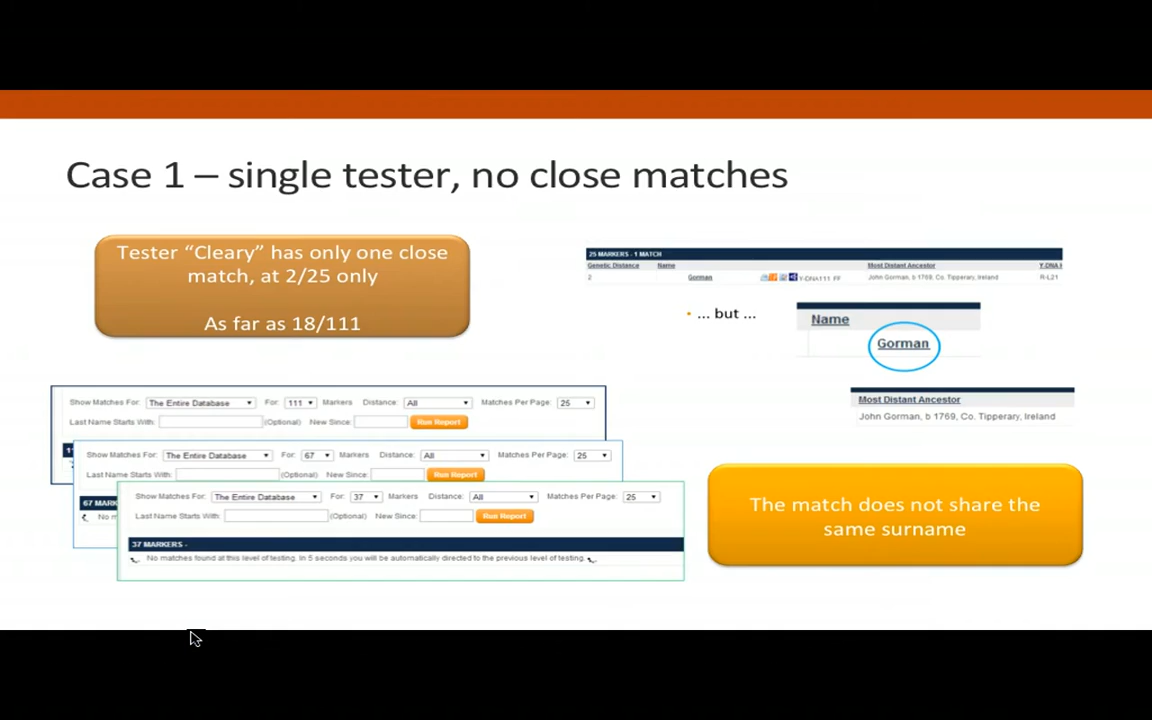 Case 1 – single tester, no close matches
Tester “Cleary” has only one close
match, at 2/25 only
As far as 18/111
25 MARKERS - 1 MATCH
Genetic Distance Name Most Distant Ancestor Y-DNA
2 Gorman Y-DNA111 FF John Gorman, b 1769, Co. Tipperary, Ireland R-L21
• ... but ...
Name
Gorman
Most Distant Ancestor
John Gorman, b 1769, Co. Tipperary, Ireland
Show Matches For: The Entire Database For: 111 Markers Distance: All Matches Per Page: 25
Last Name Starts With: (Optional) New Since: Run Report
Show Matches For: The Entire Database For: 67 Markers Distance: All Matches Per Page: 25
Last Name Starts With: (Optional) New Since: Run Report
67 MARK
No m
Show Matches For: The Entire Database For: 37 Markers Distance: All Matches Per Page: 25
Last Name Starts With: (Optional) New Since: Run Report
37 MARKERS -
No matches found at this level of testing. In 5 seconds you will be automatically directed to the previous level of testing.
The match does not share the
same surname